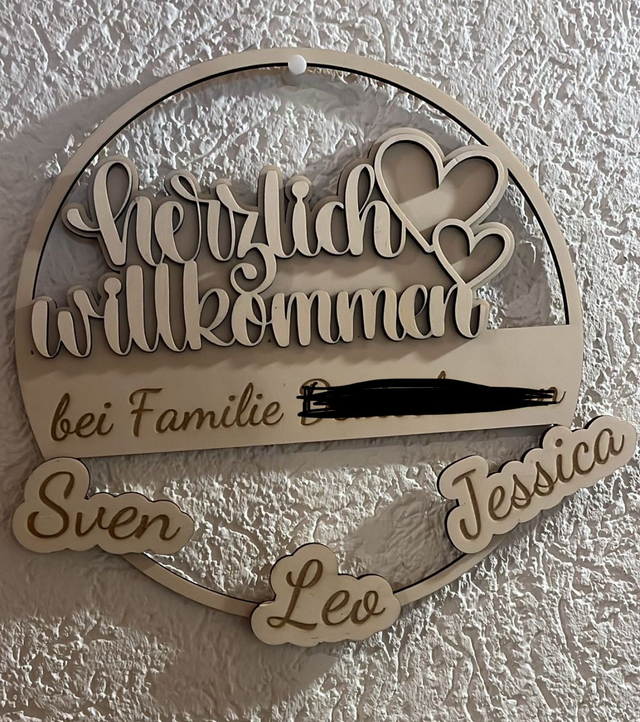 herzlich
willkommen
bei Familie
Sven
Jessica
Leo